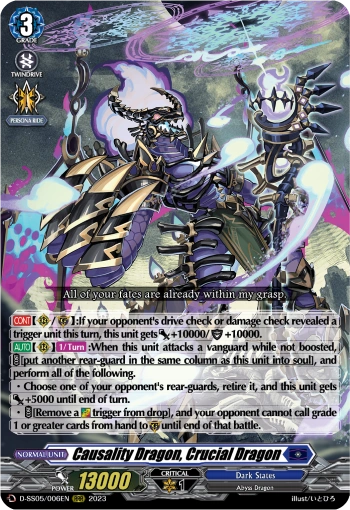 3
GRADE
TWINDRIVE
PERSONA RIDE
All of your fates are already within my grasp.
CONT [ / ]:If your opponent's drive check or damage check revealed a
trigger unit this turn, this unit gets +10000/ +10000.
AUTO [ 1/Turn ]:When this unit attacks a vanguard while not boosted,
[put another rear-guard in the same column as this unit into soul], and
perform all of the following.
・Choose one of your opponent's rear-guards, retire it, and this unit gets
+5000 until end of turn.
・[Remove a trigger from drop], and your opponent cannot call grade
1 or greater cards from hand to until end of that battle.
NORMAL UNIT
Causality Dragon, Crucial Dragon
POWER 13000
CRITICAL
1
Dark States
Abyss Dragon
D-SS05/006EN RRR 2023
illust/いとひろ